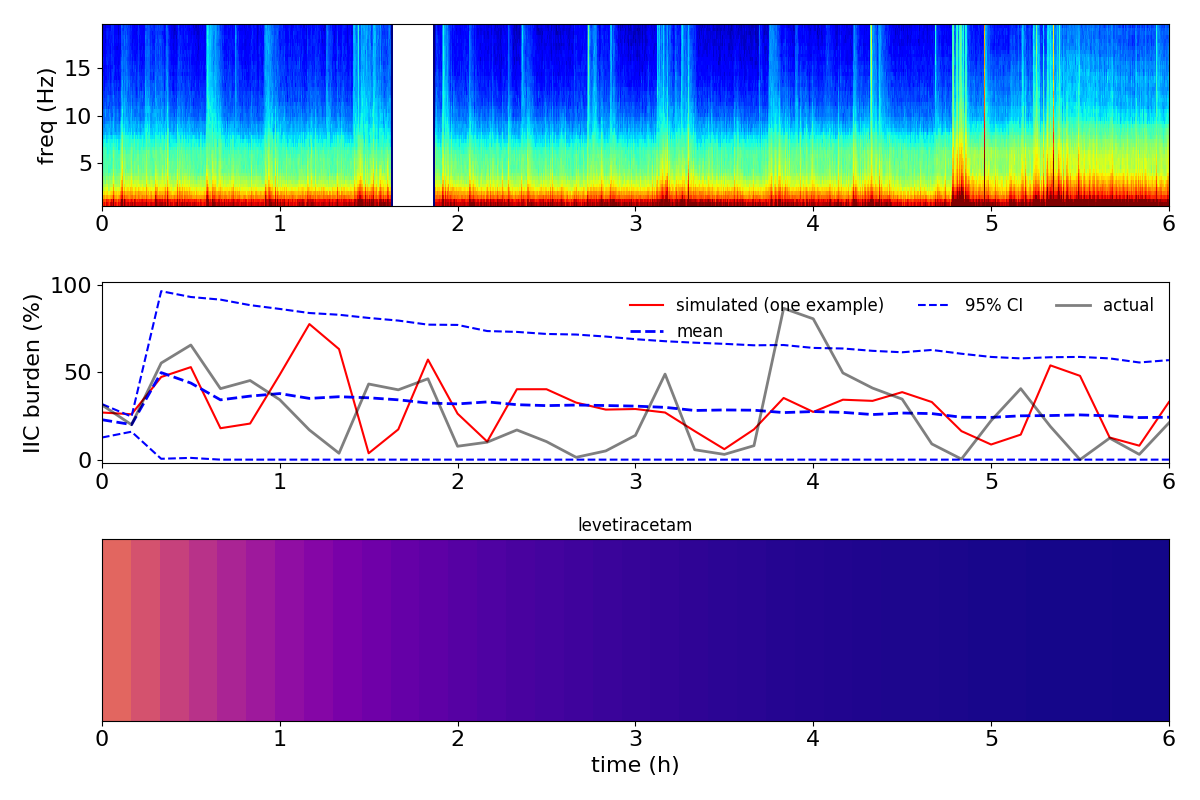 freq (Hz)
15
10
5
0 1 2 3 4 5 6
IIC burden (%)
100
50
0
simulated (one example) 95% CI actual
mean
0 1 2 3 4 5 6
levetiracetam
0 1 2 3 4 5 6
time (h)